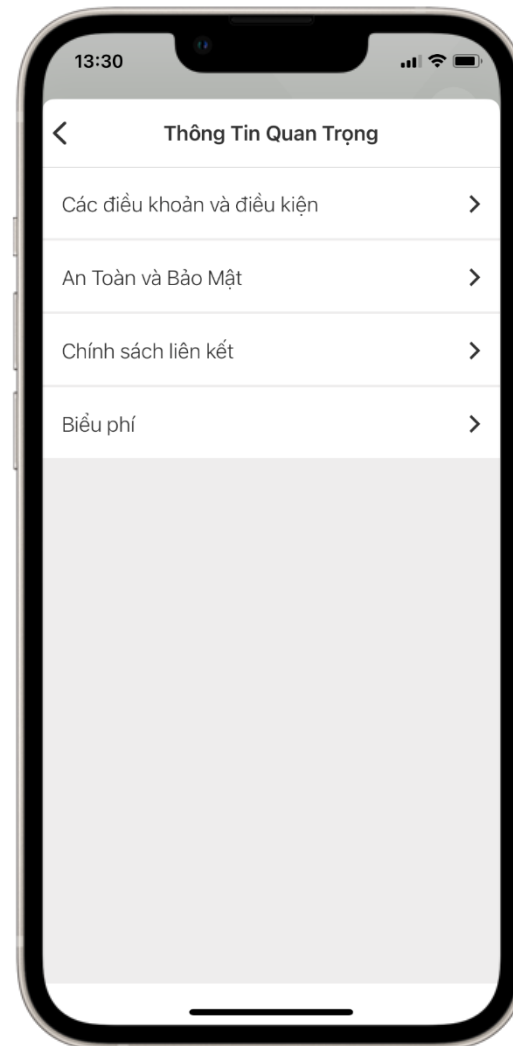 13:30
Thông Tin Quan Trọng
Các điều khoản và điều kiện
An Toàn và Bảo Mật
Chính sách liên kết
Biểu phí